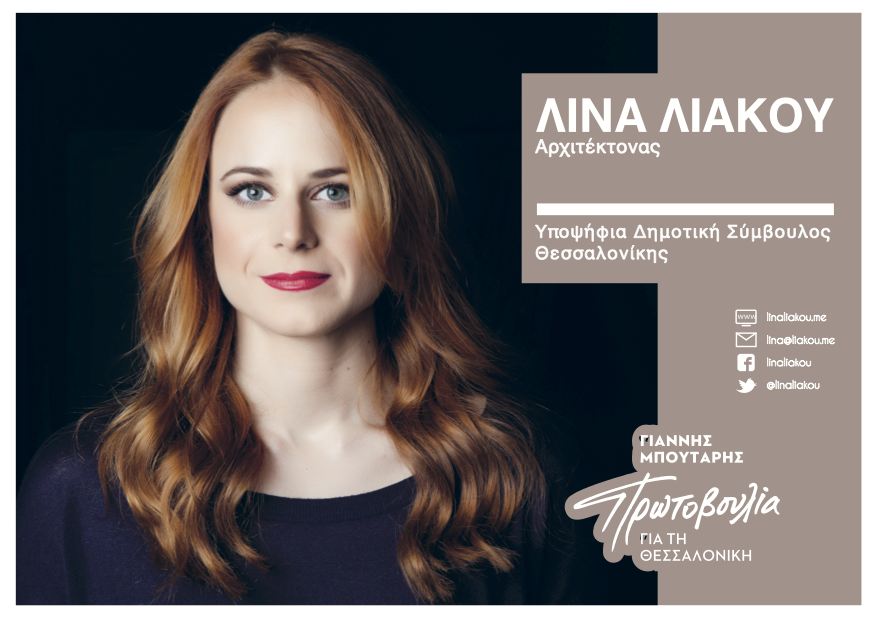 ΛΙΝΑ ΛΙΑΚΟΥ
Αρχιτέκτονας
Υποψήφια Δημοτική Σύμβουλος
Θεσσαλονίκης
www
linaliakou.me
lina@liakou.me
linaliakou
@linaliakou
ΓΙΑΝΝΗΣ
ΜΠΟΥΤΑΡΗΣ
Πρωτοβουλία
ΓΙΑ ΤΗ
ΘΕΣΣΑΛΟΝΙΚΗ